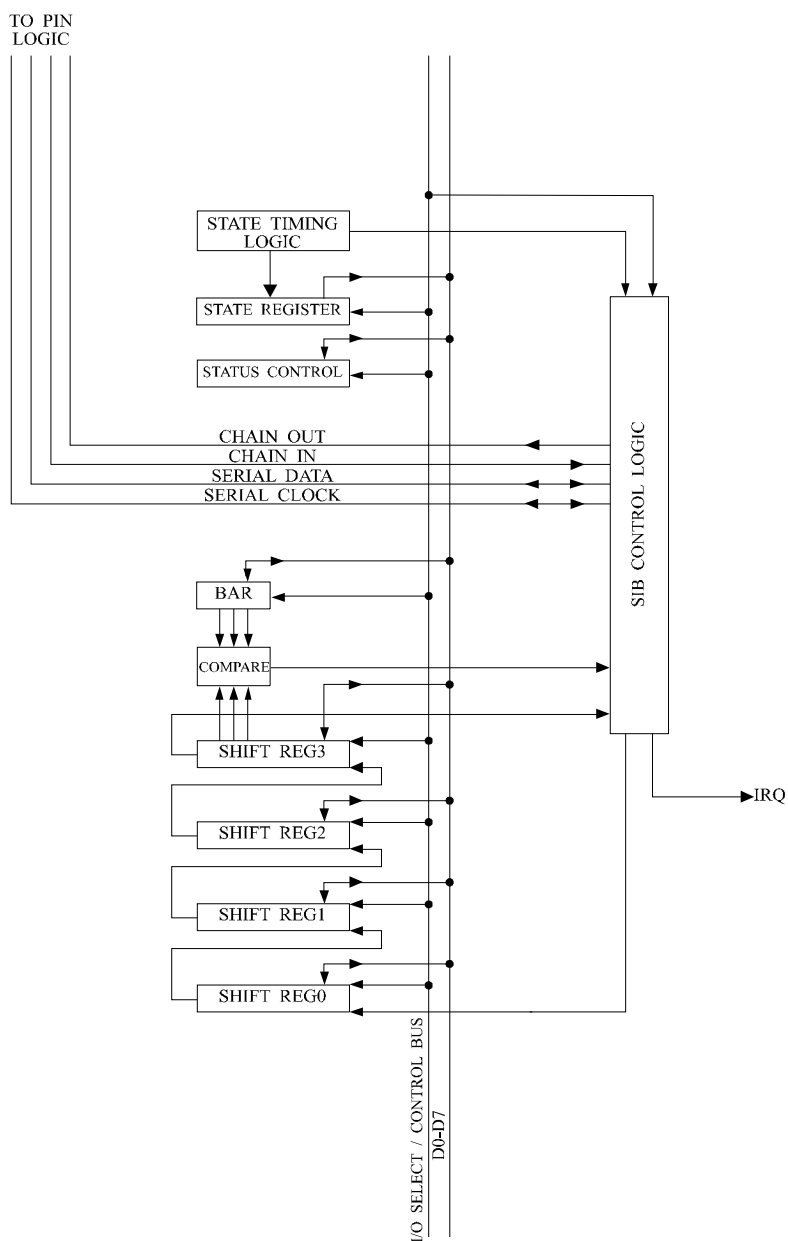 TO PIN
LOGIC
STATE TIMING
LOGIC
STATE REGISTER
STATUS CONTROL
CHAIN OUT
CHAIN IN
SERIAL DATA
SERIAL CLOCK
SIB CONTROL LOGIC
BAR
COMPARE
SHIFT REG3
IRQ
SHIFT REG2
SHIFT REG1
SHIFT REG0
I/O SELECT / CONTROL BUS
D0-D7